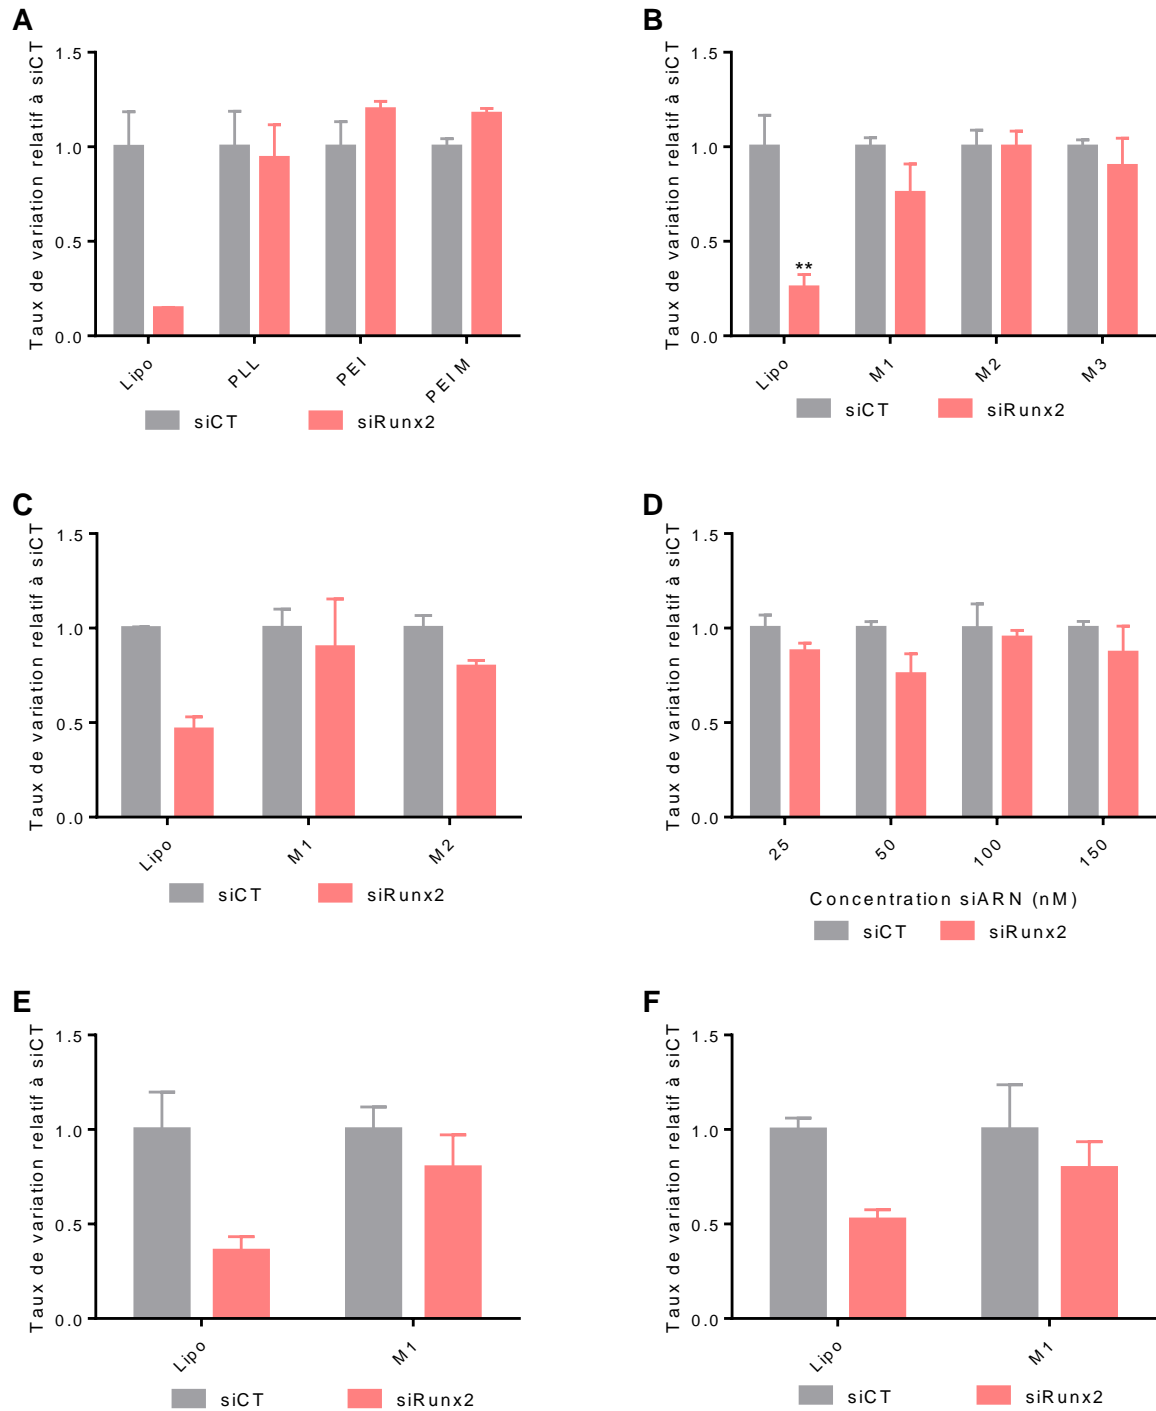 A
Taux de variation relatif à siCT
1.5
1.0
0.5
0.0
Lipo
PLL
PEI
PEIM
siCT
siRunx2
B
Taux de variation relatif à siCT
1.5
1.0
0.5
0.0
**
Lipo
M1
M2
M3
siCT
siRunx2
C
Taux de variation relatif à siCT
1.5
1.0
0.5
0.0
Lipo
M1
M2
siCT
siRunx2
D
Taux de variation relatif à siCT
1.5
1.0
0.5
0.0
25
50
100
150
Concentration siARN (nM)
siCT
siRunx2
E
Taux de variation relatif à siCT
1.5
1.0
0.5
0.0
Lipo
M1
siCT
siRunx2
F
Taux de variation relatif à siCT
1.5
1.0
0.5
0.0
Lipo
M1
siCT
siRunx2